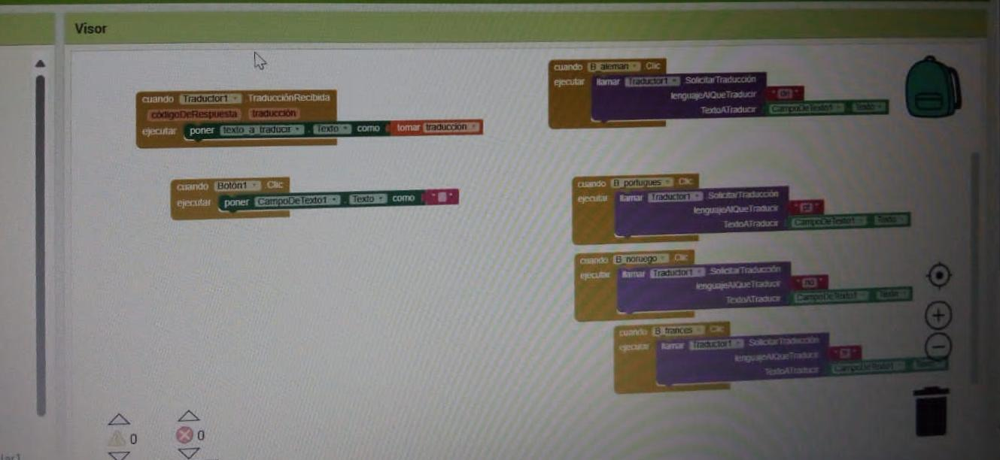 Visor
cuando Traductor1 .TraducciónRecibida
códigoDeRespuesta traducción
ejecutar poner texto_a_traducir . Texto como tomar traducción
cuando Botón1 .Clic
ejecutar poner CampoDeTexto1 . Texto como " "
cuando B_aleman .Clic
ejecutar llamar Traductor1 .SolicitarTraducción
lenguajeAlQueTraducir "de"
TextoATraducir CampoDeTexto1 . Texto
cuando B_portugues .Clic
ejecutar llamar Traductor1 .SolicitarTraducción
lenguajeAlQueTraducir "pt"
TextoATraducir CampoDeTexto1 . Texto
cuando B_noruego .Clic
ejecutar llamar Traductor1 .SolicitarTraducción
lenguajeAlQueTraducir "no"
TextoATraducir CampoDeTexto1 . Texto
cuando B_frances .Clic
ejecutar llamar Traductor1 .SolicitarTraducción
lenguajeAlQueTraducir "fr"
TextoATraducir CampoDeTexto1 .
0 0